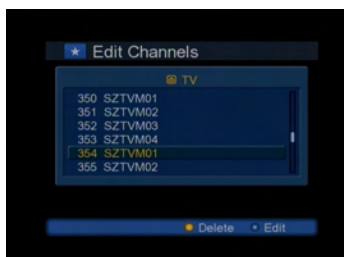 Edit Channels
TV
350 SZTVM01
351 SZTVM02
352 SZTVM03
353 SZTVM04
354 SZTVM01
355 SZTVM02
Delete Edit